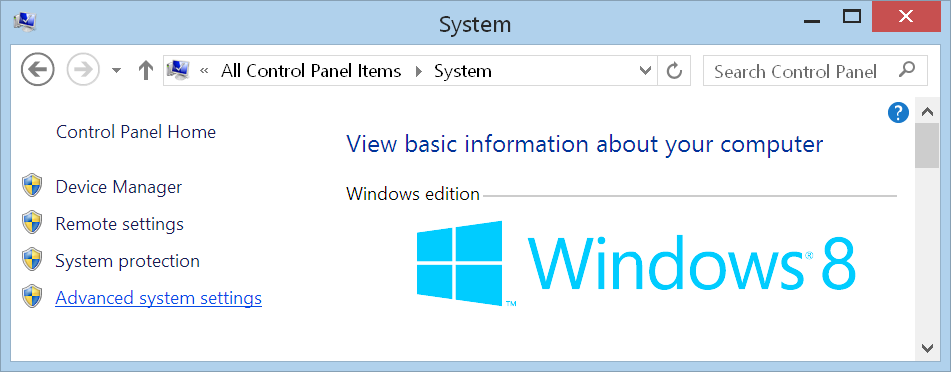 System
« All Control Panel Items System
Search Control Panel
Control Panel Home
Device Manager
Remote settings
System protection
Advanced system settings
View basic information about your computer
Windows edition
Windows® 8
™